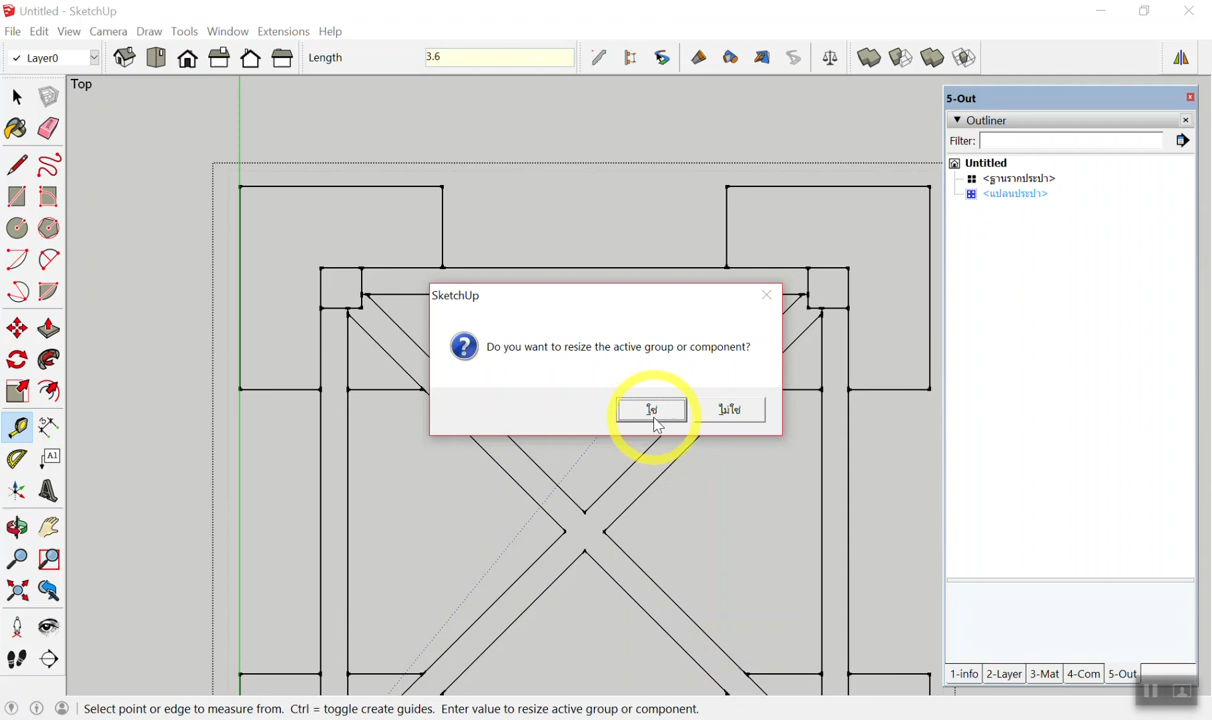 Untitled - SketchUp
File Edit View Camera Draw Tools Window Extensions Help
Layer0
Length 3.6
Top
5-Out
Outliner
Filter:
Untitled
<ฐานรากประปา>
<แปลนประปา>
SketchUp
Do you want to resize the active group or component?
ใช่ ไม่ใช่
A1
1-info 2-Layer 3-Mat 4-Com 5-Out
Select point or edge to measure from. Ctrl = toggle create guides. Enter value to resize active group or component.